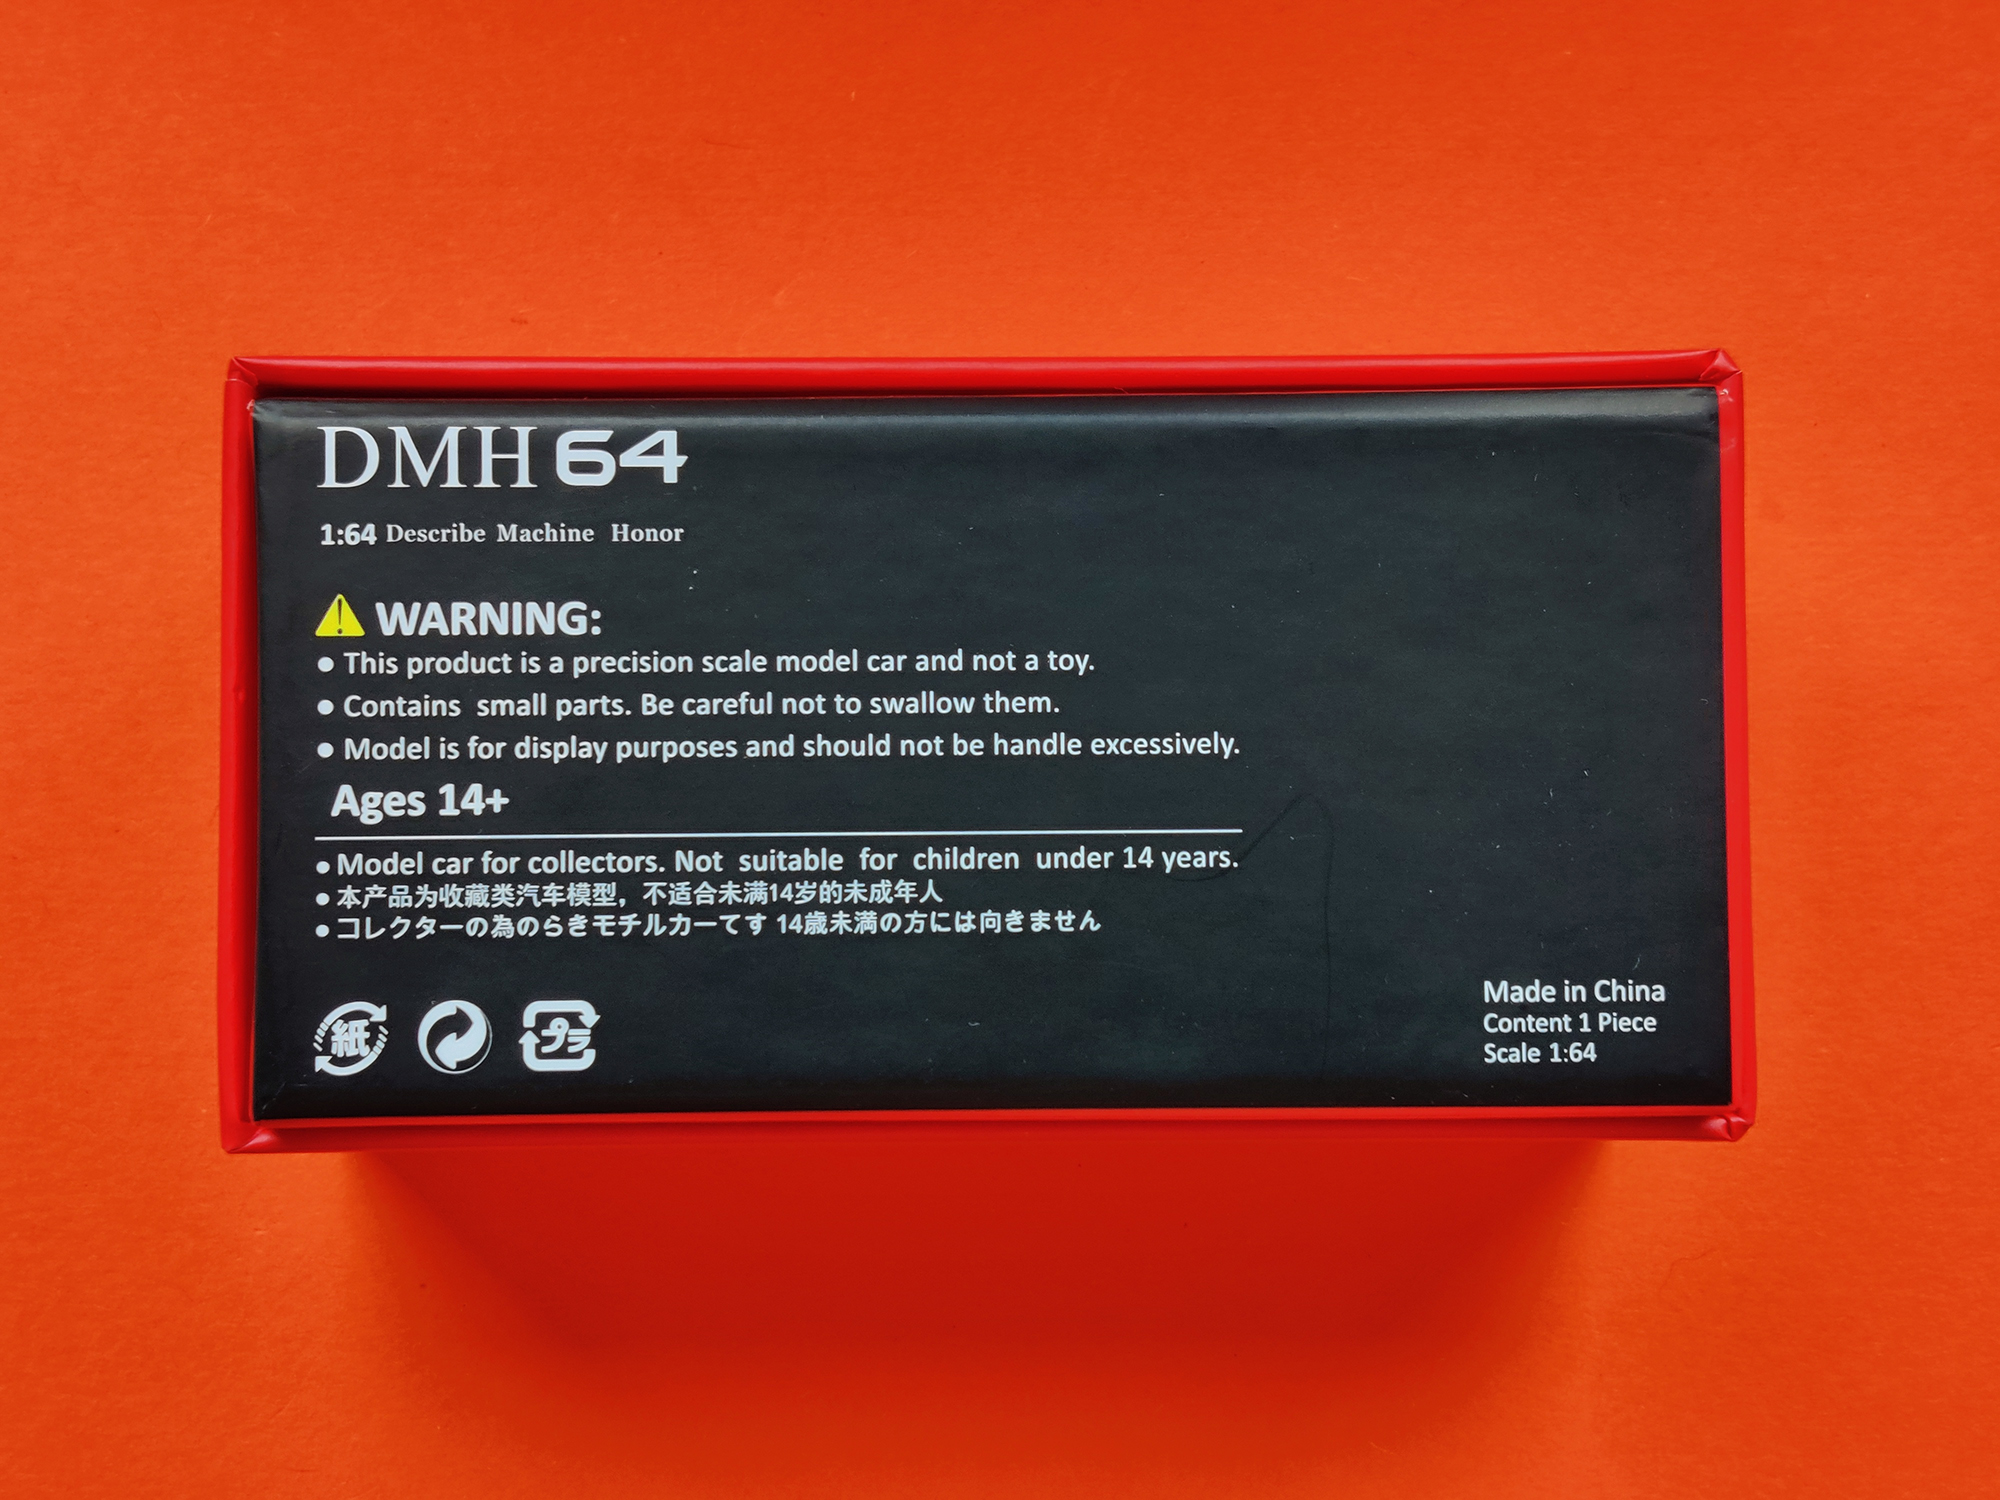 DMH 64
1:64 Describe Machine Honor
WARNING:
● This product is a precision scale model car and not a toy.
● Contains small parts. Be careful not to swallow them.
● Model is for display purposes and should not be handle excessively.
Ages 14+
● Model car for collectors. Not suitable for children under 14 years.
● 本产品为收藏类汽车模型，不适合未满14岁的未成年人
● コレクターの為のらきモチルカーてす 14歳未満の方には向きません
紙
プラ
Made in China
Content 1 Piece
Scale 1:64